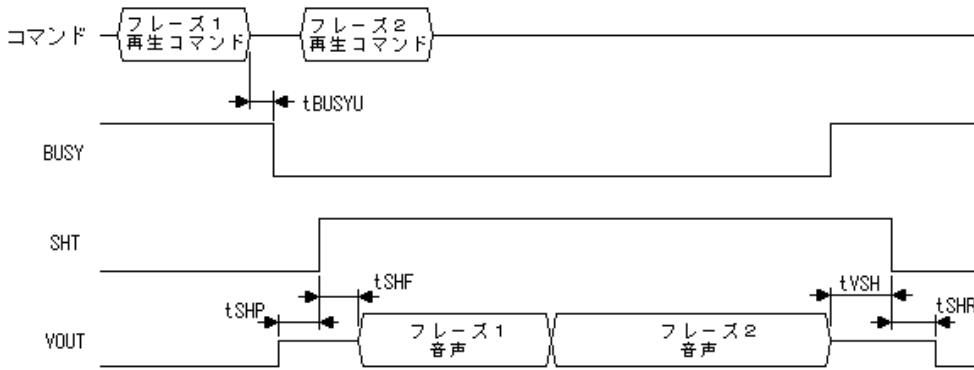 コマンド
フレーズ1
再生コマンド
フレーズ2
再生コマンド
tBUSYU
BUSY
SHT
tSHP
tSHF
tVSH
tSHR
VOUT
フレーズ1
音声
フレーズ2
音声